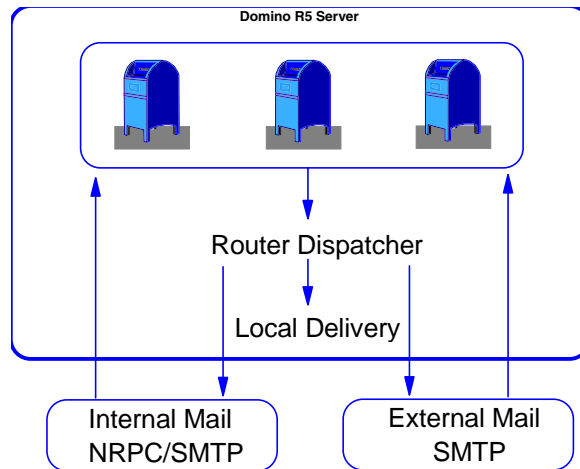 Domino R5 Server
Router Dispatcher
Local Delivery
Internal Mail
NRPC/SMTP
External Mail
SMTP